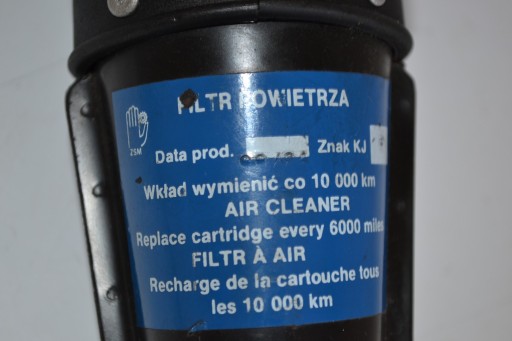 FILTR POWIETRZA
ZSM
Data prod. Znak KJ
Wkład wymienić co 10 000 km
AIR CLEANER
Replace cartridge every 6000 miles
FILTR À AIR
Recharge de la cartouche tous
les 10 000 km